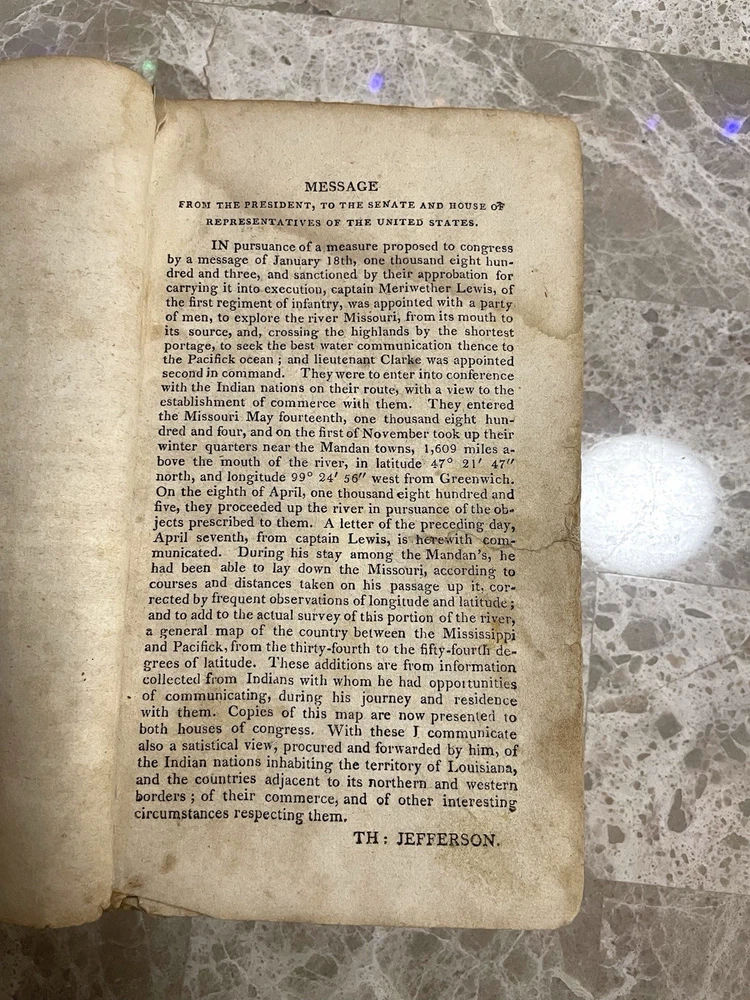 MESSAGE
FROM THE PRESIDENT, TO THE SENATE AND HOUSE OF
REPRESENTATIVES OF THE UNITED STATES.
IN pursuance of a measure proposed to congress
by a message of January 18th, one thousand eight hun-
dred and three, and sanctioned by their approbation for
carrying it into execution, captain Meriwether Lewis, of
the first regiment of infantry, was appointed with a party
of men, to explore the river Missouri, from its mouth to
its source, and, crossing the highlands by the shortest
portage, to seek the best water communication thence to
the Pacifick ocean ; and lieutenant Clarke was appointed
second in command. They were to enter into conference
with the Indian nations on their route, with a view to the
establishment of commerce with them. They entered
the Missouri May fourteenth, one thousand eight hun-
dred and four, and on the first of November took up their
winter quarters near the Mandan towns, 1,609 miles a-
bove the mouth of the river, in latitude 47° 21′ 47″
north, and longitude 99° 24′ 56″ west from Greenwich.
On the eighth of April, one thousand eight hundred and
five, they proceeded up the river in pursuance of the ob-
jects prescribed to them. A letter of the preceding day,
April seventh, from captain Lewis, is herewith com-
municated. During his stay among the Mandan's, he
had been able to lay down the Missouri, according to
courses and distances taken on his passage up it, cor-
rected by frequent observations of longitude and latitude ;
and to add to the actual survey of this portion of the river,
a general map of the country between the Mississippi
and Pacifick, from the thirty-fourth to the fifty-fourth de-
grees of latitude. These additions are from information
collected from Indians with whom he had opportunities
of communicating, during his journey and residence
with them. Copies of this map are now presented to
both houses of congress. With these I communicate
also a satistical view, procured and forwarded by him, of
the Indian nations inhabiting the territory of Louisiana,
and the countries adjacent to its northern and western
borders ; of their commerce, and of other interesting
circumstances respecting them.
TH : JEFFERSON.